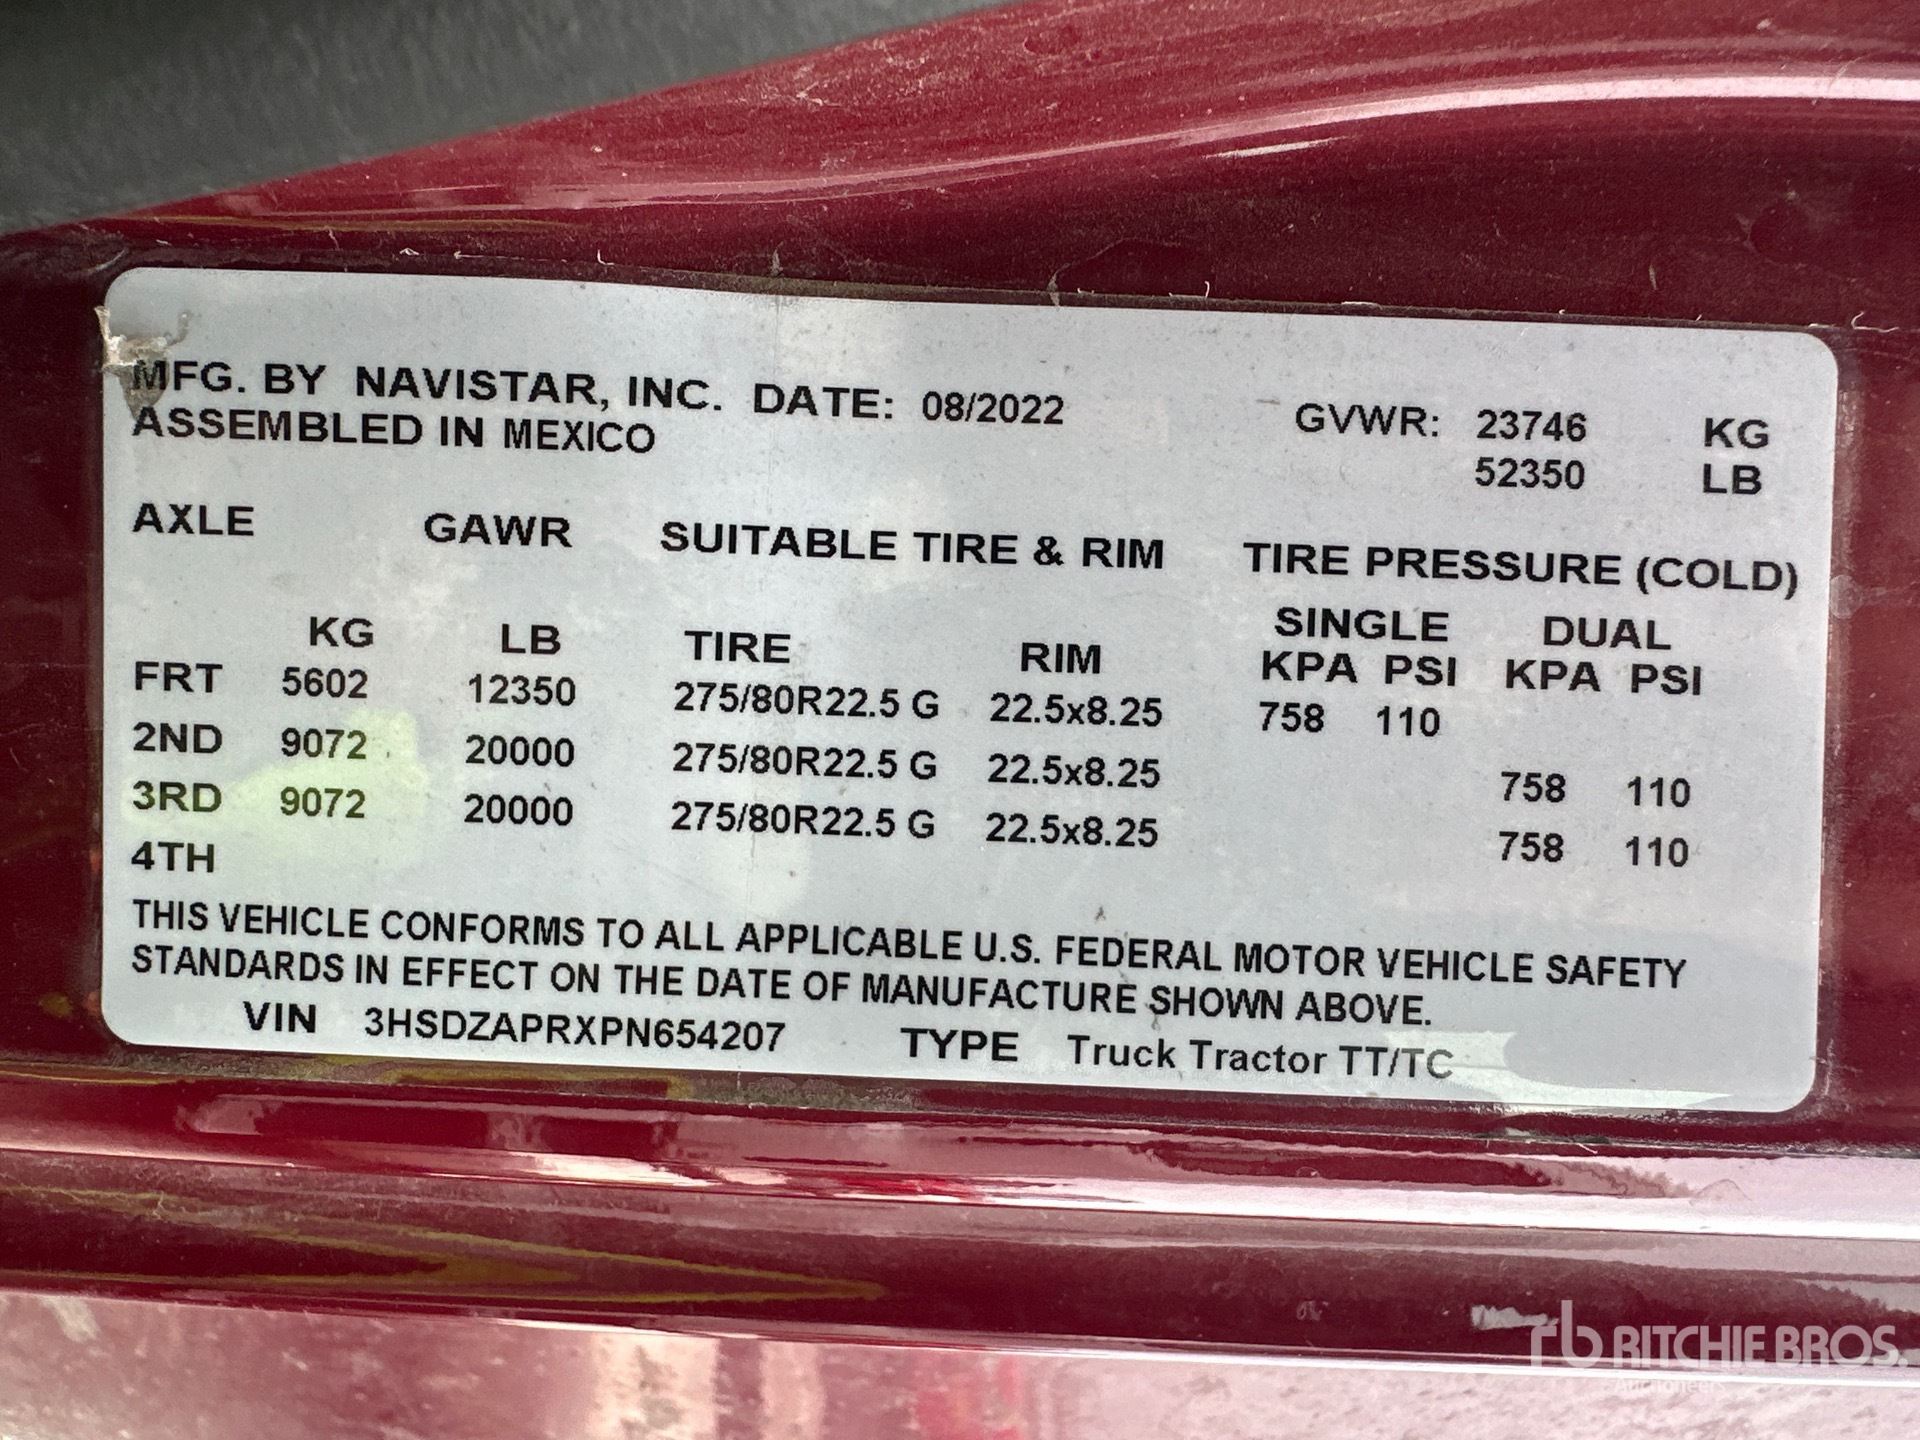 MFG. BY NAVISTAR, INC. DATE: 08/2022 GVWR: 23746 KG
ASSEMBLED IN MEXICO 52350 LB
AXLE GAWR SUITABLE TIRE & RIM TIRE PRESSURE (COLD)
SINGLE DUAL
KG LB TIRE RIM KPA PSI KPA PSI
FRT 5602 12350 275/80R22.5 G 22.5x8.25 758 110
2ND 9072 20000 275/80R22.5 G 22.5x8.25 758 110
3RD 9072 20000 275/80R22.5 G 22.5x8.25 758 110
4TH
THIS VEHICLE CONFORMS TO ALL APPLICABLE U.S. FEDERAL MOTOR VEHICLE SAFETY
STANDARDS IN EFFECT ON THE DATE OF MANUFACTURE SHOWN ABOVE.
VIN 3HSDZAPRXPN654207 TYPE Truck Tractor TT/TC
rb RITCHIE BROS.
Auctioneers